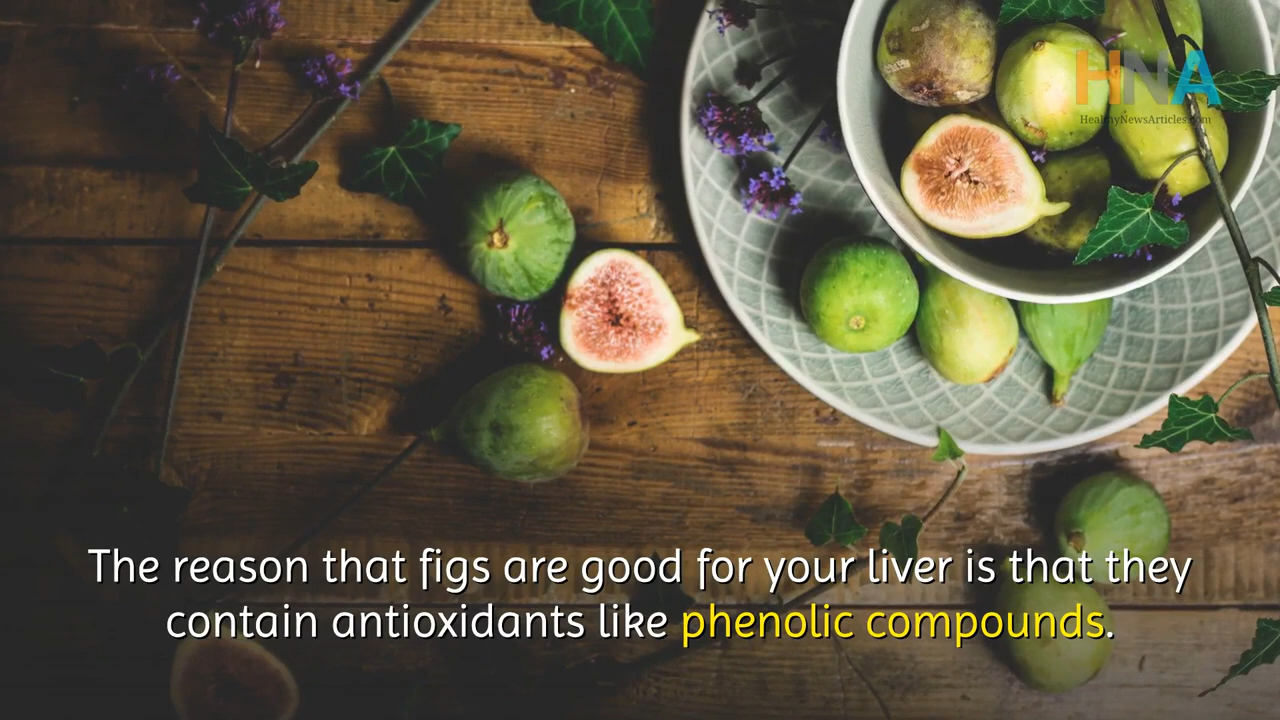 HNA
HealthyNewsArticles.com
The reason that figs are good for your liver is that they
contain antioxidants like phenolic compounds.